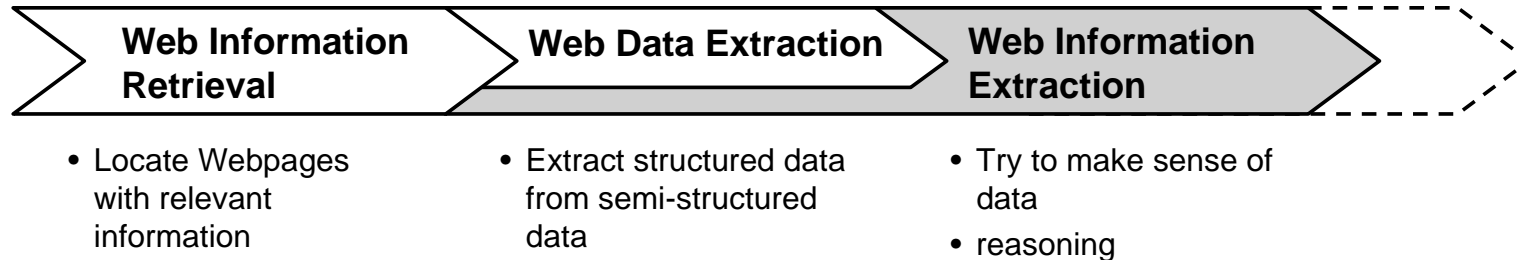 Web Information
Retrieval
Web Data Extraction
Web Information
Extraction
• Locate Webpages
with relevant
information
• Extract structured data
from semi-structured
data
• Try to make sense of
data
• reasoning